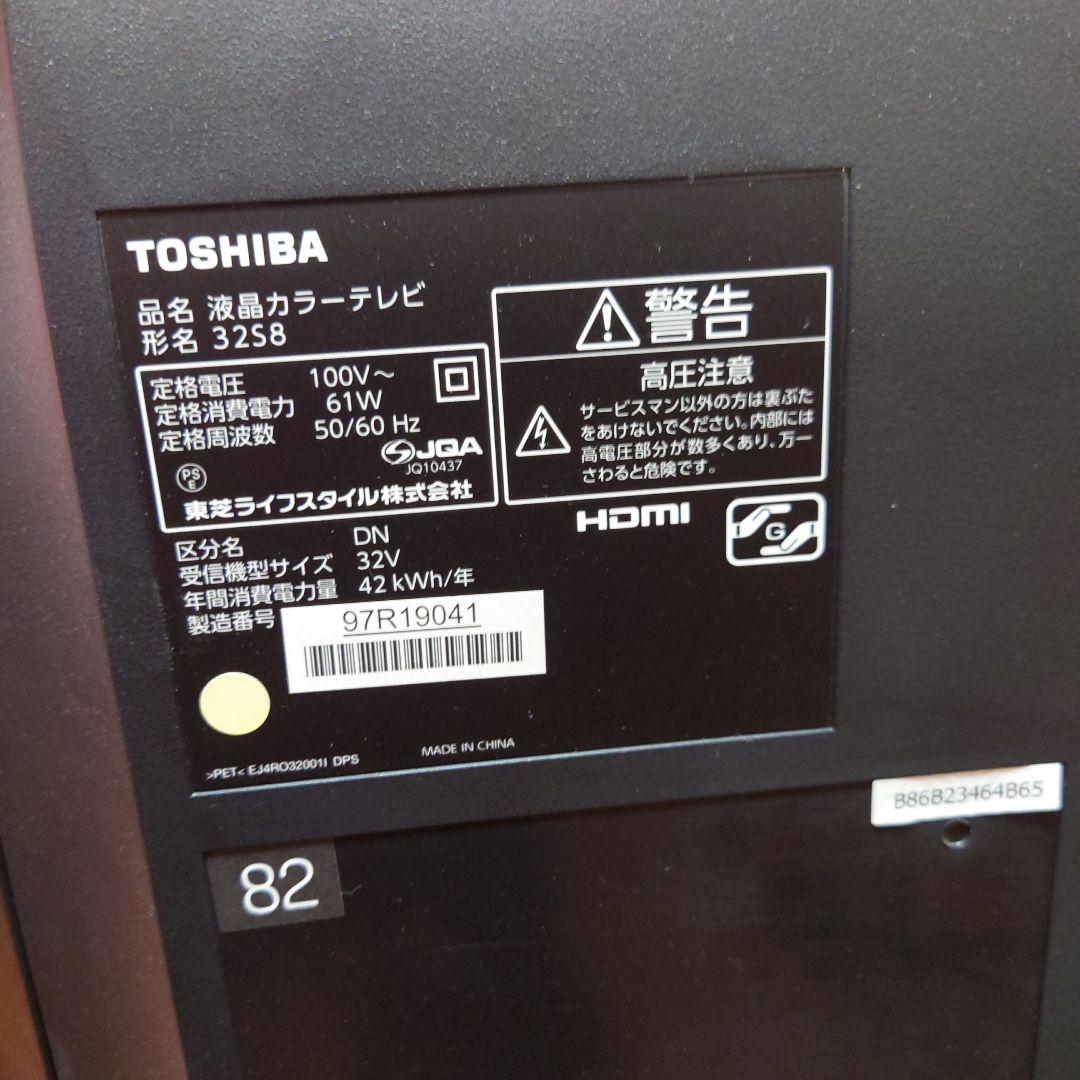 TOSHIBA
品名 液晶カラーテレビ
形名 32S8
定格電圧 100V～
定格消費電力 61W
定格周波数 50/60 Hz
PS
E
JQA
JQ10437
東芝ライフスタイル株式会社
警告
高圧注意
サービスマン以外の方は裏ぶた
をあけないでください。内部には
高電圧部分が数多くあり、万一
さわると危険です。
HDMI
G
区分名 DN
受信機型サイズ 32V
年間消費電力量 42 kWh/年
製造番号
97R19041
>PET< EJ4RO32001I DPS
MADE IN CHINA
B86B23464B65
82